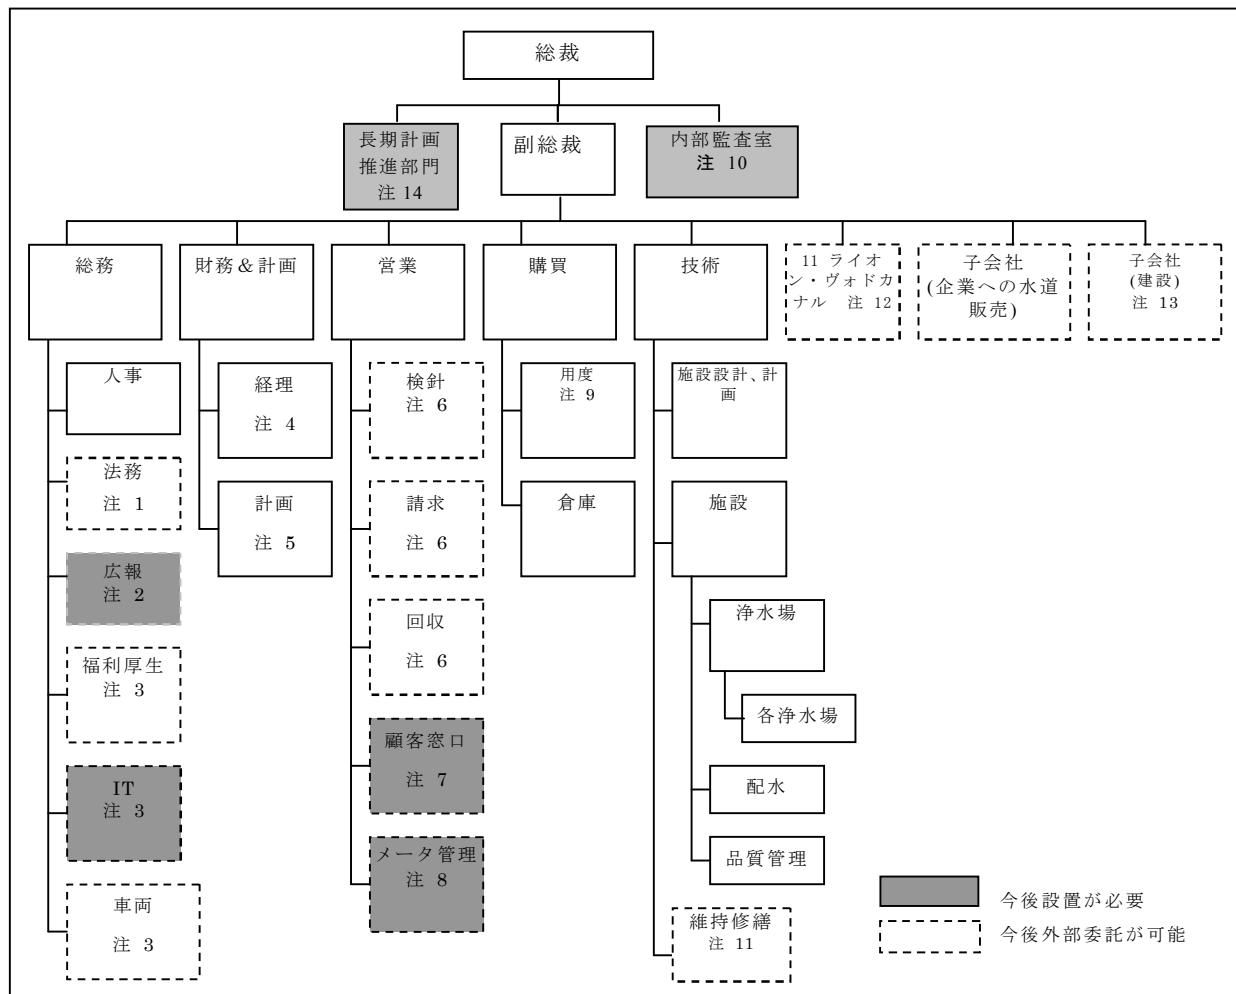 総裁
長期計画
推進部門
注 14
副総裁
内部監査室
注 10
総務
財務＆計画
営業
購買
技術
11 ライオ
ン・ヴォドカ
ナル 注 12
子会社
(企業への水道
販売)
子会社
(建設)
注 13
人事
法務
注 1
広報
注 2
福利厚生
注 3
IT
注 3
車両
注 3
経理
注 4
計画
注 5
検針
注 6
請求
注 6
回収
注 6
顧客窓口
注 7
メータ管理
注 8
用度
注 9
倉庫
施設設計、計
画
施設
浄水場
各浄水場
配水
品質管理
維持修繕
注 11
今後設置が必要
今後外部委託が可能